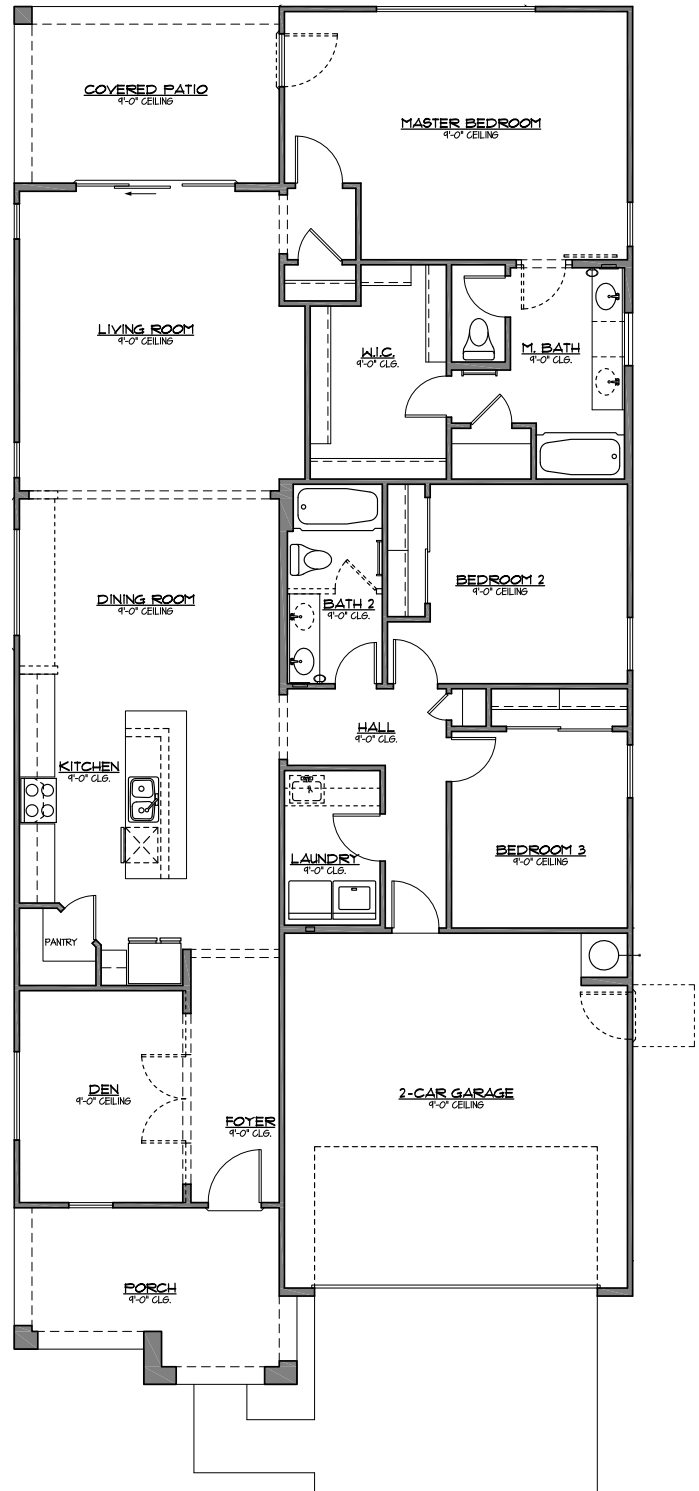 COVERED PATIO
9'-0" CEILING
MASTER BEDROOM
9'-0" CEILING
LIVING ROOM
9'-0" CEILING
W.I.C.
9'-0" CLG.
M. BATH
9'-0" CLG.
DINING ROOM
9'-0" CEILING
BATH 2
9'-0" CLG.
BEDROOM 2
9'-0" CEILING
HALL
9'-0" CLG.
KITCHEN
9'-0" CLG.
LAUNDRY
9'-0" CLG.
BEDROOM 3
9'-0" CEILING
PANTRY
DEN
9'-0" CEILING
FOYER
9'-0" CLG.
2-CAR GARAGE
9'-0" CEILING
PORCH
9'-0" CLG.